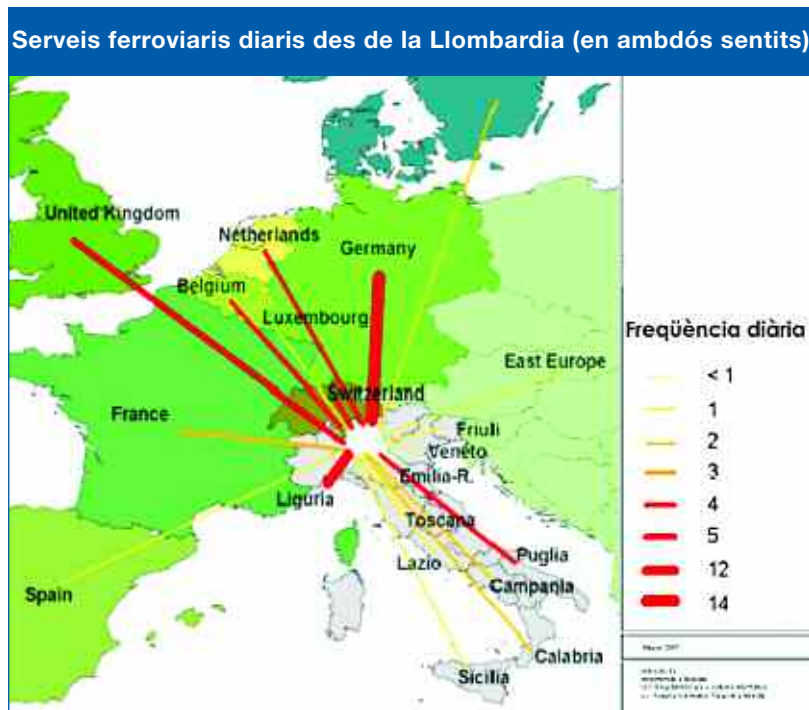 Serveis ferroviaris diaris des de la Llombardia (en ambdós sentits)
United Kingdom
Netherlands
Germany
Belgium
Luxembourg
East Europe
Switzerland
France
Friuli
Veneto
Emilia-R.
Liguria
Toscana
Puglia
Lazio
Campania
Spain
Calabria
Sicilia
Freqüència diària
< 1
1
2
3
4
5
12
14